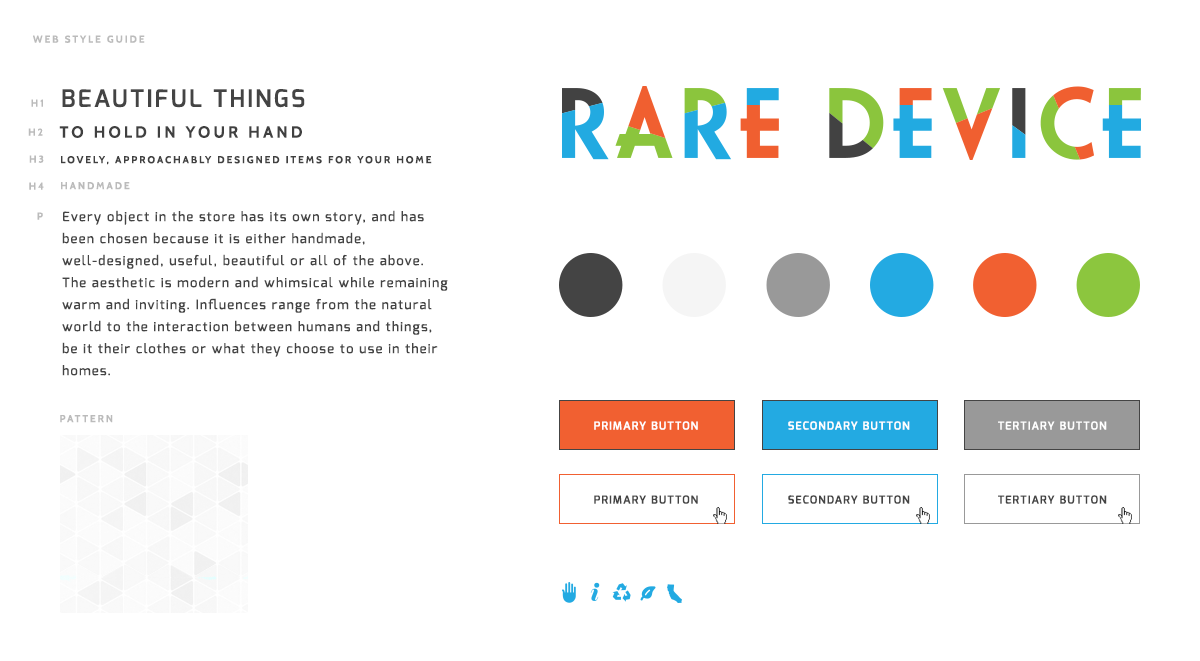 WEB STYLE GUIDE
H1 BEAUTIFUL THINGS
H2 TO HOLD IN YOUR HAND
H3 LOVELY, APPROACHABLY DESIGNED ITEMS FOR YOUR HOME
H4 HANDMADE
P Every object in the store has its own story, and has
been chosen because it is either handmade,
well-designed, useful, beautiful or all of the above.
The aesthetic is modern and whimsical while remaining
warm and inviting. Influences range from the natural
world to the interaction between humans and things,
be it their clothes or what they choose to use in their
homes.
PATTERN
RARE DEVICE
PRIMARY BUTTON SECONDARY BUTTON TERTIARY BUTTON
PRIMARY BUTTON SECONDARY BUTTON TERTIARY BUTTON